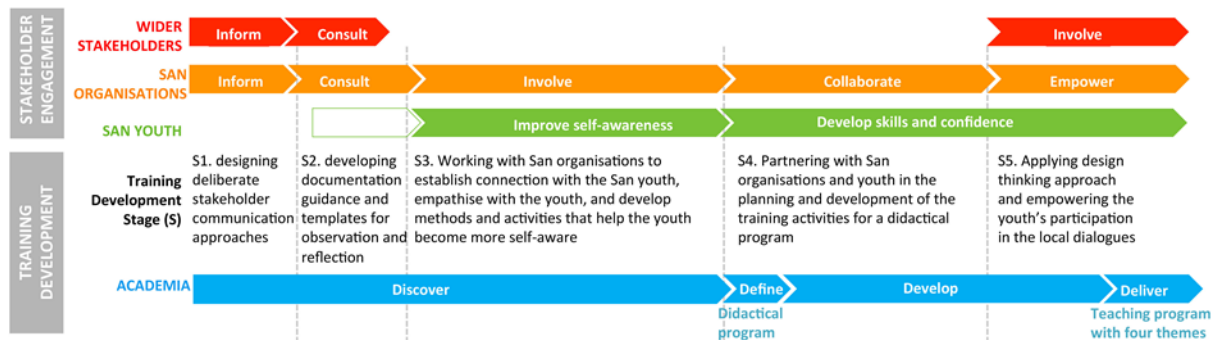 STAKEHOLDER
ENGAGEMENT
WIDER
STAKEHOLDERS
Inform
Consult
Involve
SAN
ORGANISATIONS
Inform
Consult
Involve
Collaborate
Empower
SAN YOUTH
Improve self-awareness
Develop skills and confidence
TRAINING
DEVELOPMENT
Training
Development
Stage (S)
S1. designing
deliberate
stakeholder
communication
approaches
S2. developing
documentation
guidance and
templates for
observation and
reflection
S3. Working with San organisations to
establish connection with the San youth,
empathise with the youth, and develop
methods and activities that help the youth
become more self-aware
S4. Partnering with San
organisations and youth in the
planning and development of the
training activities for a didactical
program
S5. Applying design
thinking approach
and empowering the
youth's participation
in the local dialogues
ACADEMIA
Discover
Define
Develop
Deliver
Didactical
program
Teaching program
with four themes